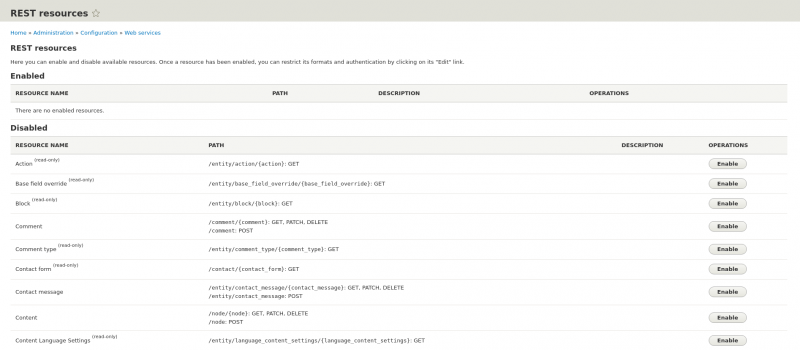 REST resources
Home » Administration » Configuration » Web services
REST resources
Here you can enable and disable available resources. Once a resource has been enabled, you can restrict its formats and authentication by clicking on its "Edit" link.
Enabled
RESOURCE NAME PATH DESCRIPTION OPERATIONS
There are no enabled resources.
Disabled
RESOURCE NAME PATH DESCRIPTION OPERATIONS
Action (read-only) /entity/action/{action}: GET Enable
Base field override (read-only) /entity/base_field_override/{base_field_override}: GET Enable
Block (read-only) /entity/block/{block}: GET Enable
Comment /comment/{comment}: GET, PATCH, DELETE Enable
/comment: POST
Comment type (read-only) /entity/comment_type/{comment_type}: GET Enable
Contact form (read-only) /contact/{contact_form}: GET Enable
Contact message /entity/contact_message/{contact_message}: GET, PATCH, DELETE Enable
/entity/contact_message: POST
Content /node/{node}: GET, PATCH, DELETE Enable
/node: POST
Content Language Settings (read-only) /entity/language_content_settings/{language_content_settings}: GET Enable